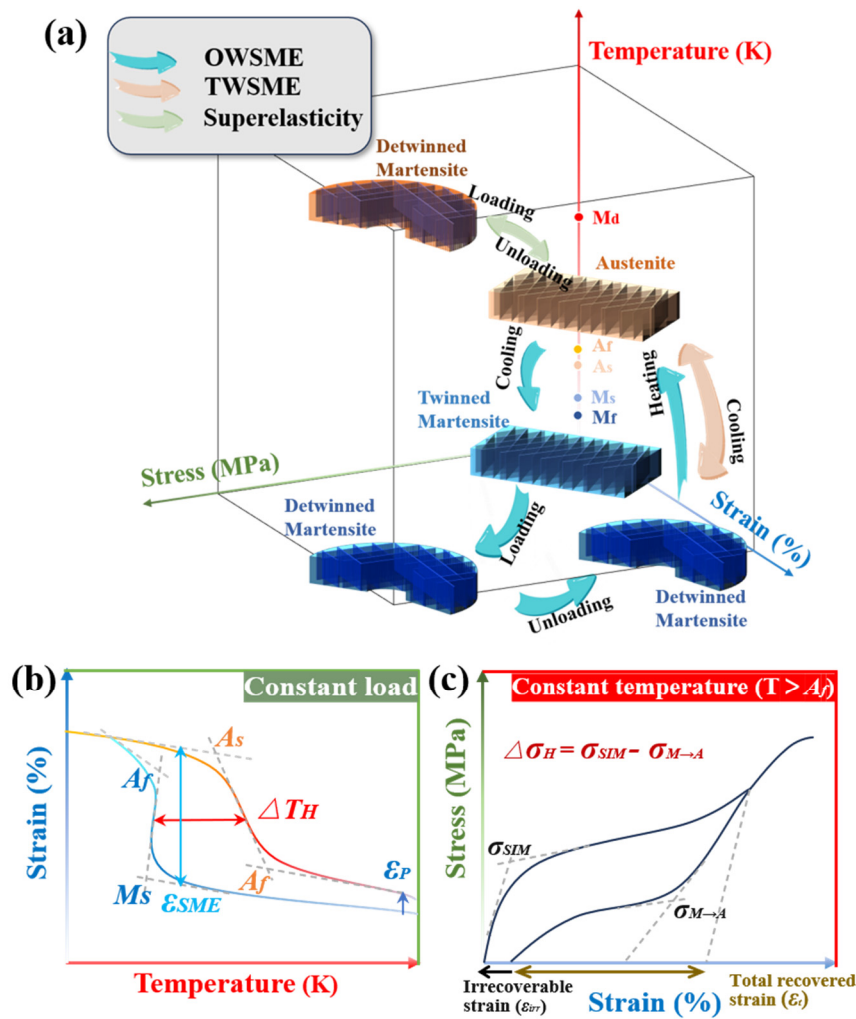 (a)
OWSME
TWSME
Superelasticity
Temperature (K)
Detwinned
Martensite
Loading
Unloading
Md
Austenite
Cooling
Af
As
Ms
Mf
Heating
Cooling
Twinned
Martensite
Stress (MPa)
Strain (%)
Detwinned
Martensite
Loading
Unloading
Detwinned
Martensite
(b)
Constant load
Strain (%)
As
Af
△TH
Ms
εSME
Af
εP
Temperature (K)
(c)
Constant temperature (T > Af)
Stress (MPa)
△σH = σSIM- σM→A
σSIM
σM→A
Irrecoverable
strain (εirr)
Strain (%)
Total recovered
strain (εt)